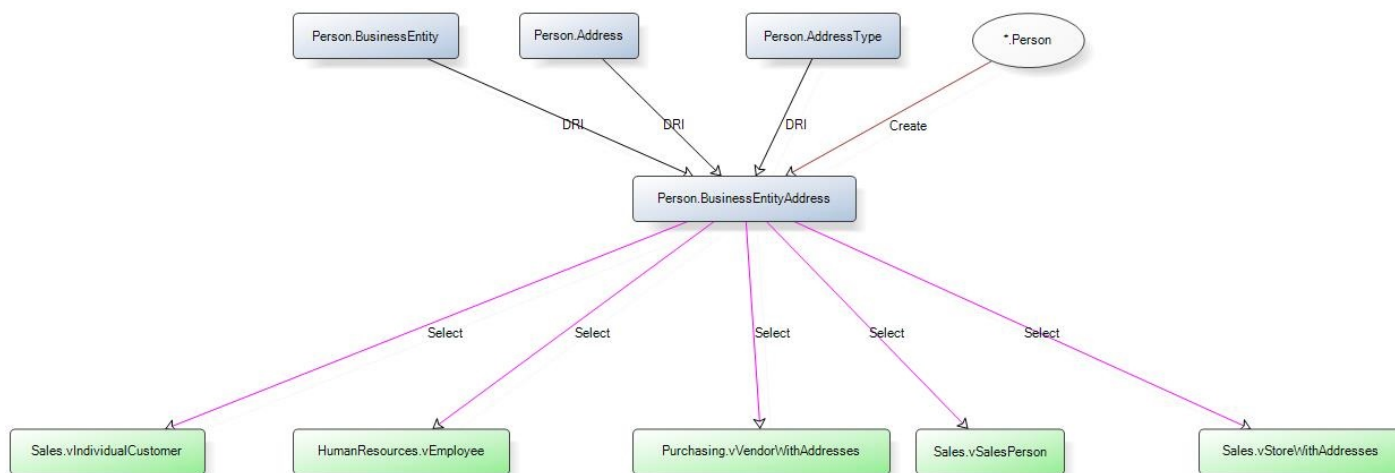 Person.BusinessEntity
Person.Address
Person.AddressType
*.Person
DRI
DRI
DRI
Create
Person.BusinessEntityAddress
Select
Select
Select
Select
Select
Sales.vIndividualCustomer
HumanResources.vEmployee
Purchasing.vVendorWithAddresses
Sales.vSalesPerson
Sales.vStoreWithAddresses